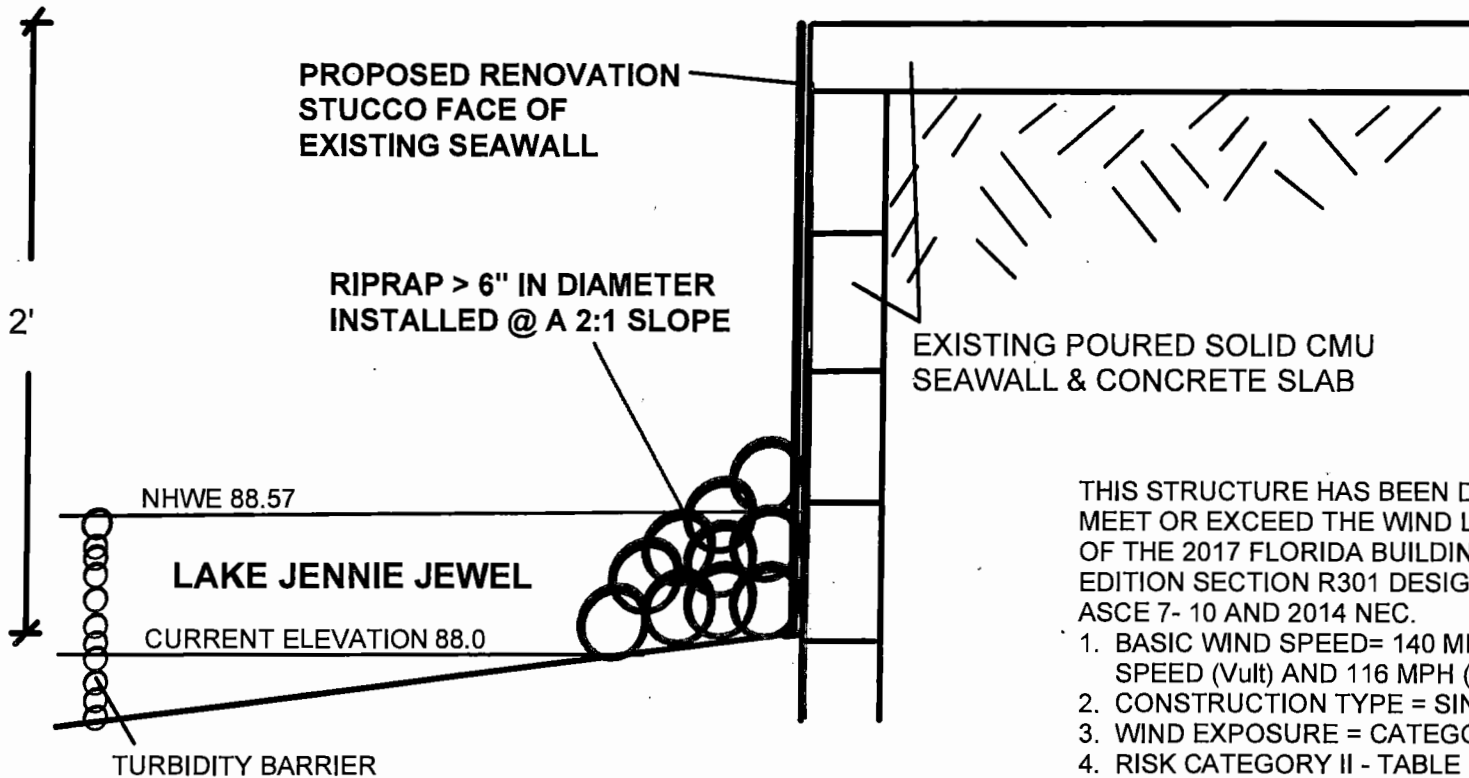 PROPOSED RENOVATION
STUCCO FACE OF
EXISTING SEAWALL
RIPRAP > 6" IN DIAMETER
INSTALLED @ A 2:1 SLOPE
2'
EXISTING POURED SOLID CMU
SEAWALL & CONCRETE SLAB
NHWE 88.57
LAKE JENNIE JEWEL
CURRENT ELEVATION 88.0
TURBIDITY BARRIER
THIS STRUCTURE HAS BEEN D
MEET OR EXCEED THE WIND L
OF THE 2017 FLORIDA BUILDIN
EDITION SECTION R301 DESIG
ASCE 7- 10 AND 2014 NEC.
1. BASIC WIND SPEED= 140 M
SPEED (Vult) AND 116 MPH (
2. CONSTRUCTION TYPE = SIN
3. WIND EXPOSURE = CATEGO
4. RISK CATEGORY II - TABLE